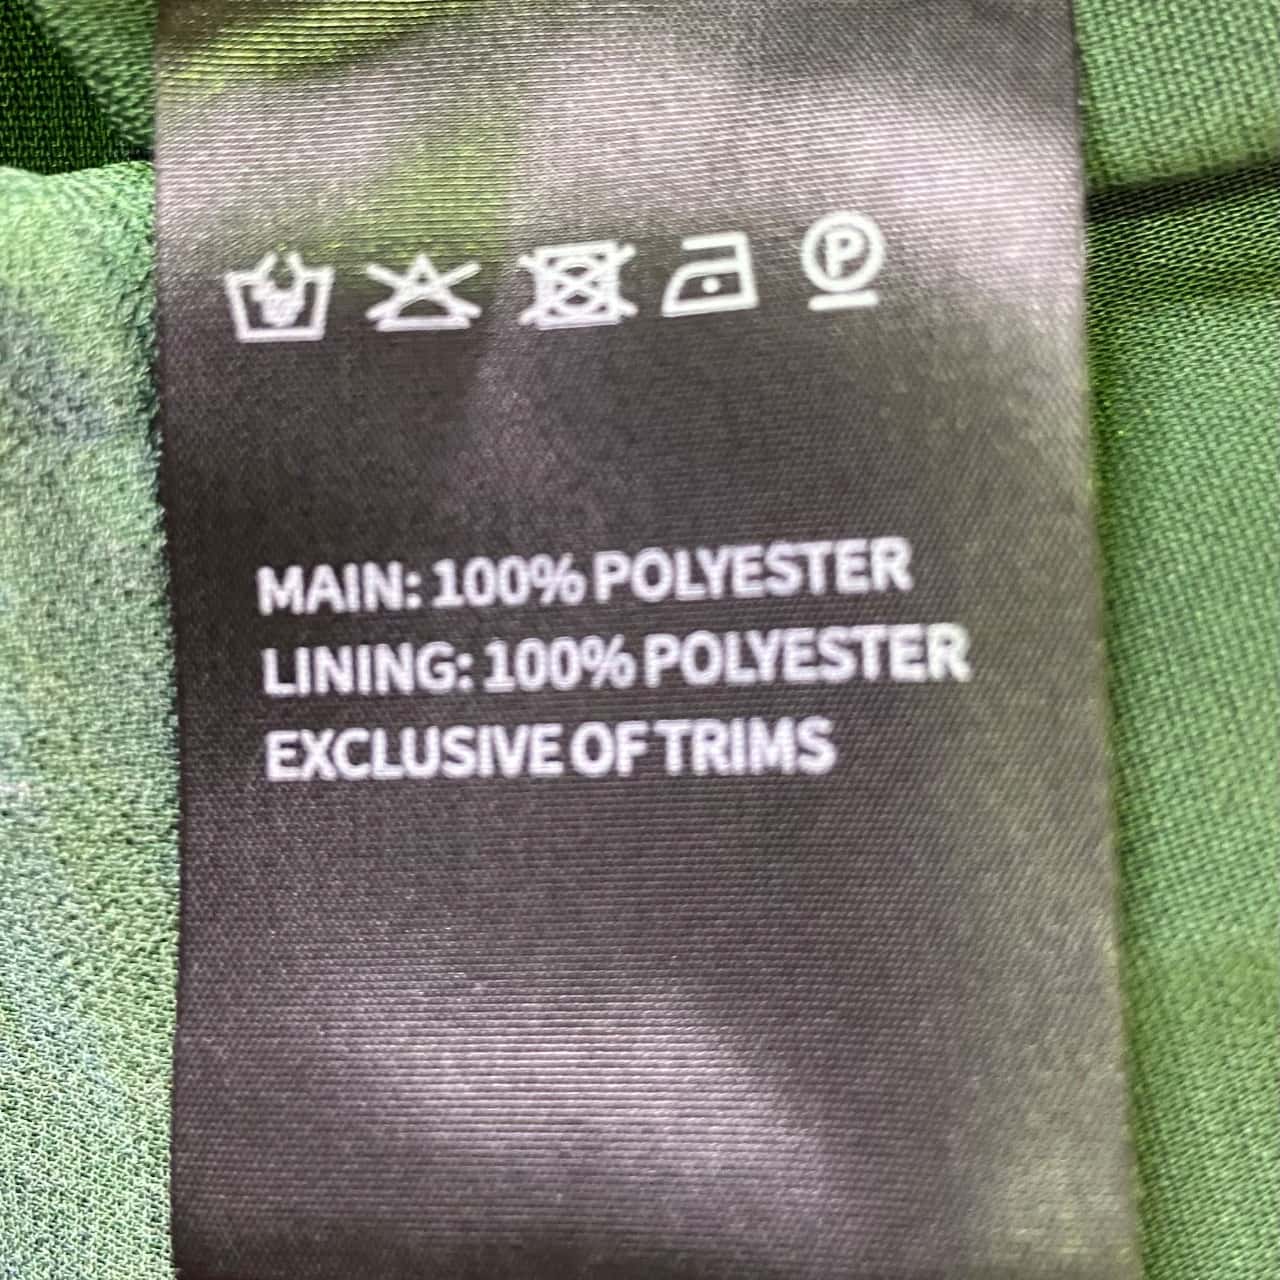 P
MAIN: 100% POLYESTER
LINING: 100% POLYESTER
EXCLUSIVE OF TRIMS